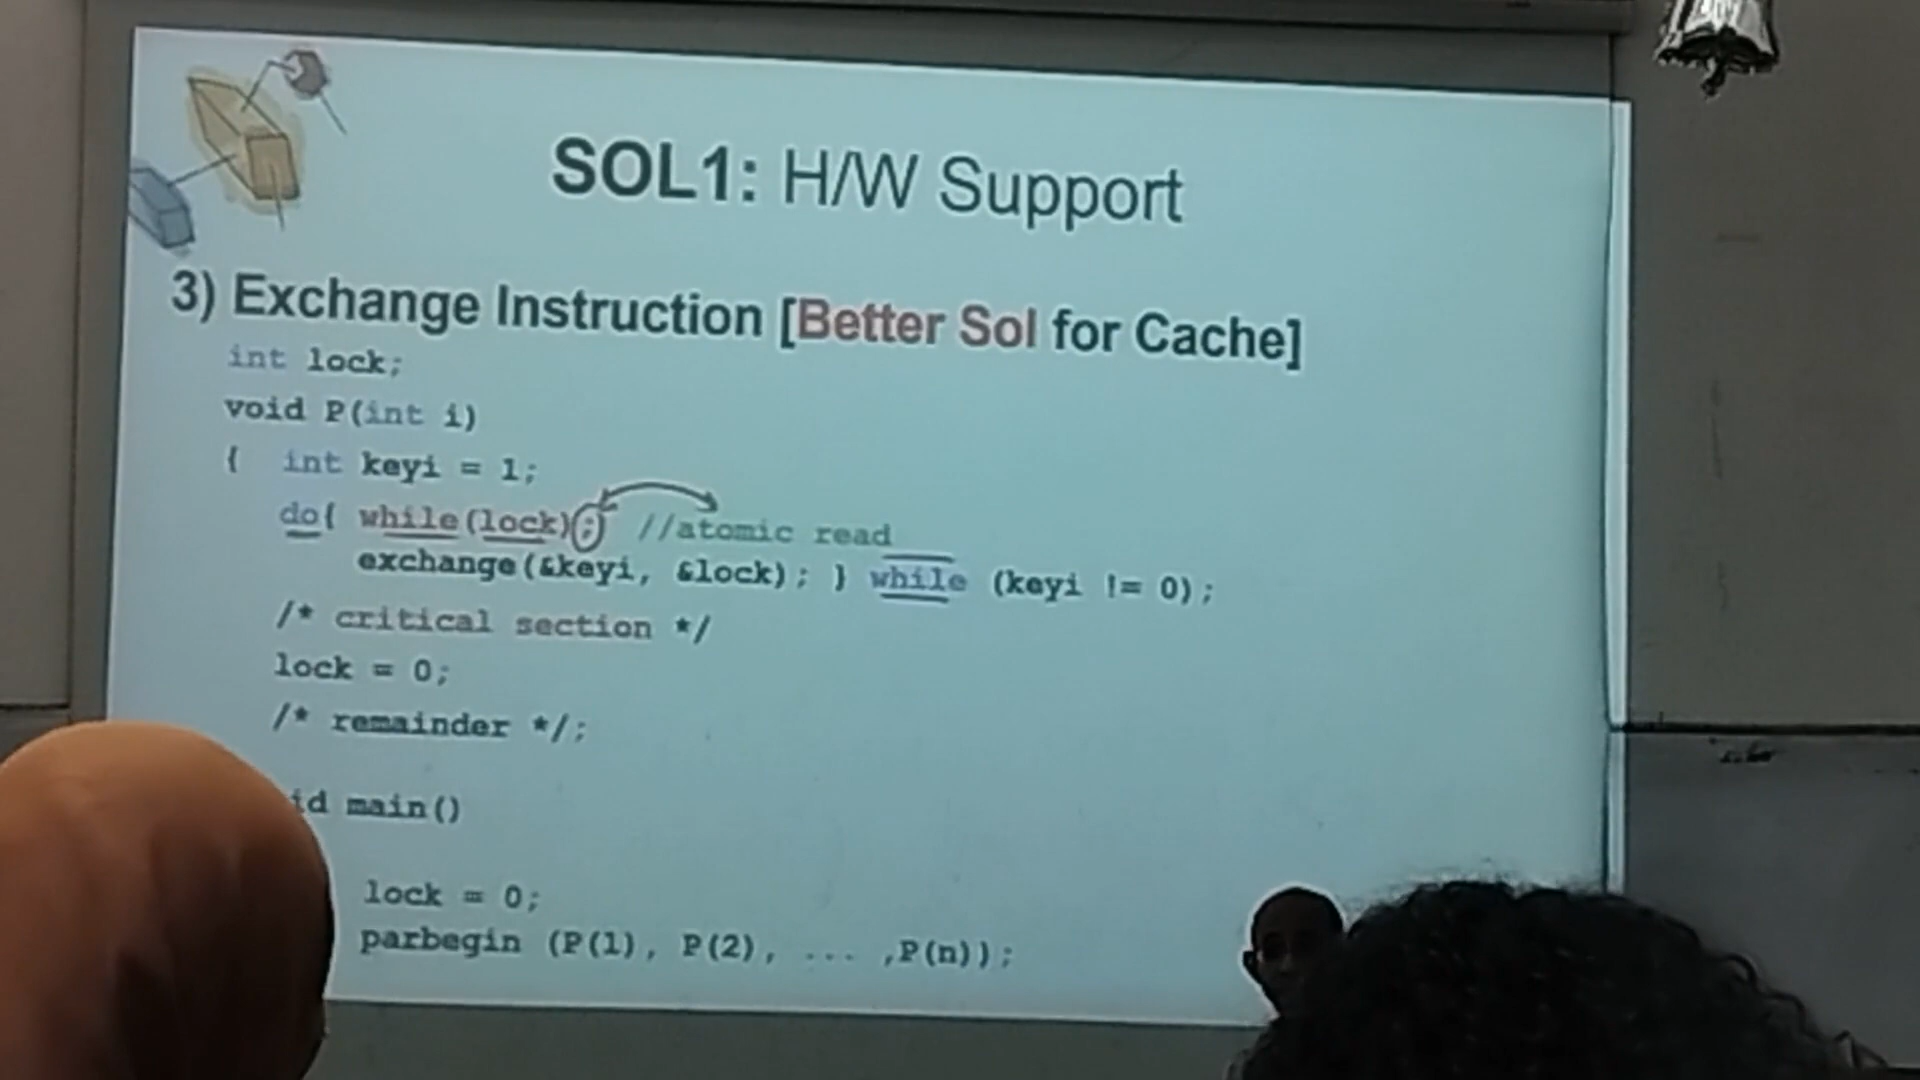 SOL1: H/W Support
3) Exchange Instruction [Better Sol for Cache]
int lock;
void P(int i)
{ int keyi = 1;
do{ while(lock); //atomic read
exchange(&keyi, &lock); } while (keyi != 0);
/* critical section */
lock = 0;
/* remainder */;
id main()
lock = 0;
parbegin (P(1), P(2), ... ,P(n));